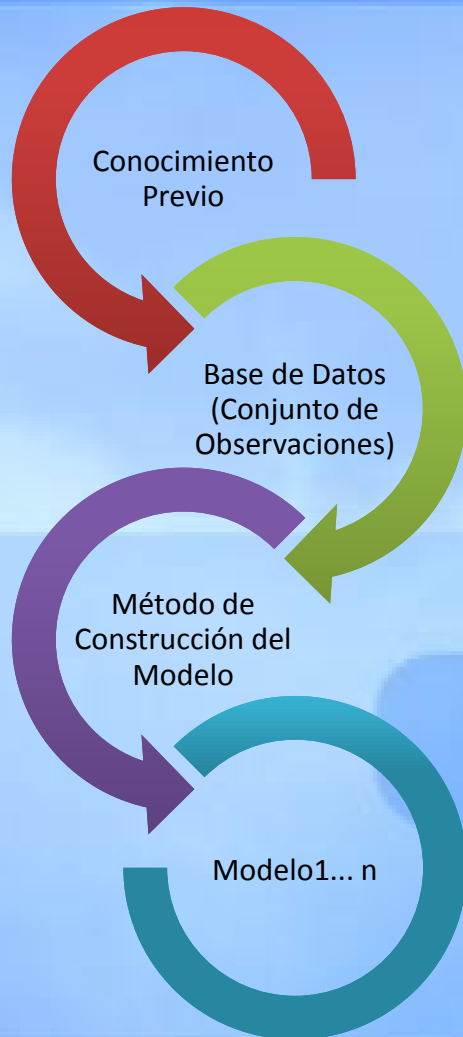 Conocimiento
Previo
Base de Datos
(Conjunto de
Observaciones)
Método de
Construcción del
Modelo
Modelo1... n